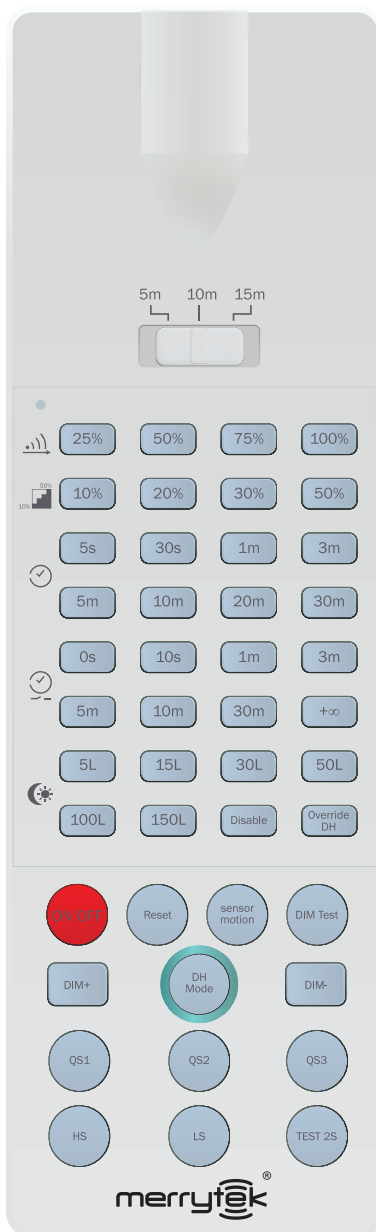 5m 10m 15m
25% 50% 75% 100%
50%
10%
10% 20% 30% 50%
5s 30s 1m 3m
5m 10m 20m 30m
0s 10s 1m 3m
5m 10m 30m +∞
5L 15L 30L 50L
100L 150L Disable Override
DH
ON OFF Reset sensor
motion DIM Test
DIM+ DH
Mode DIM-
QS1 QS2 QS3
HS LS TEST 2S
merrytek®